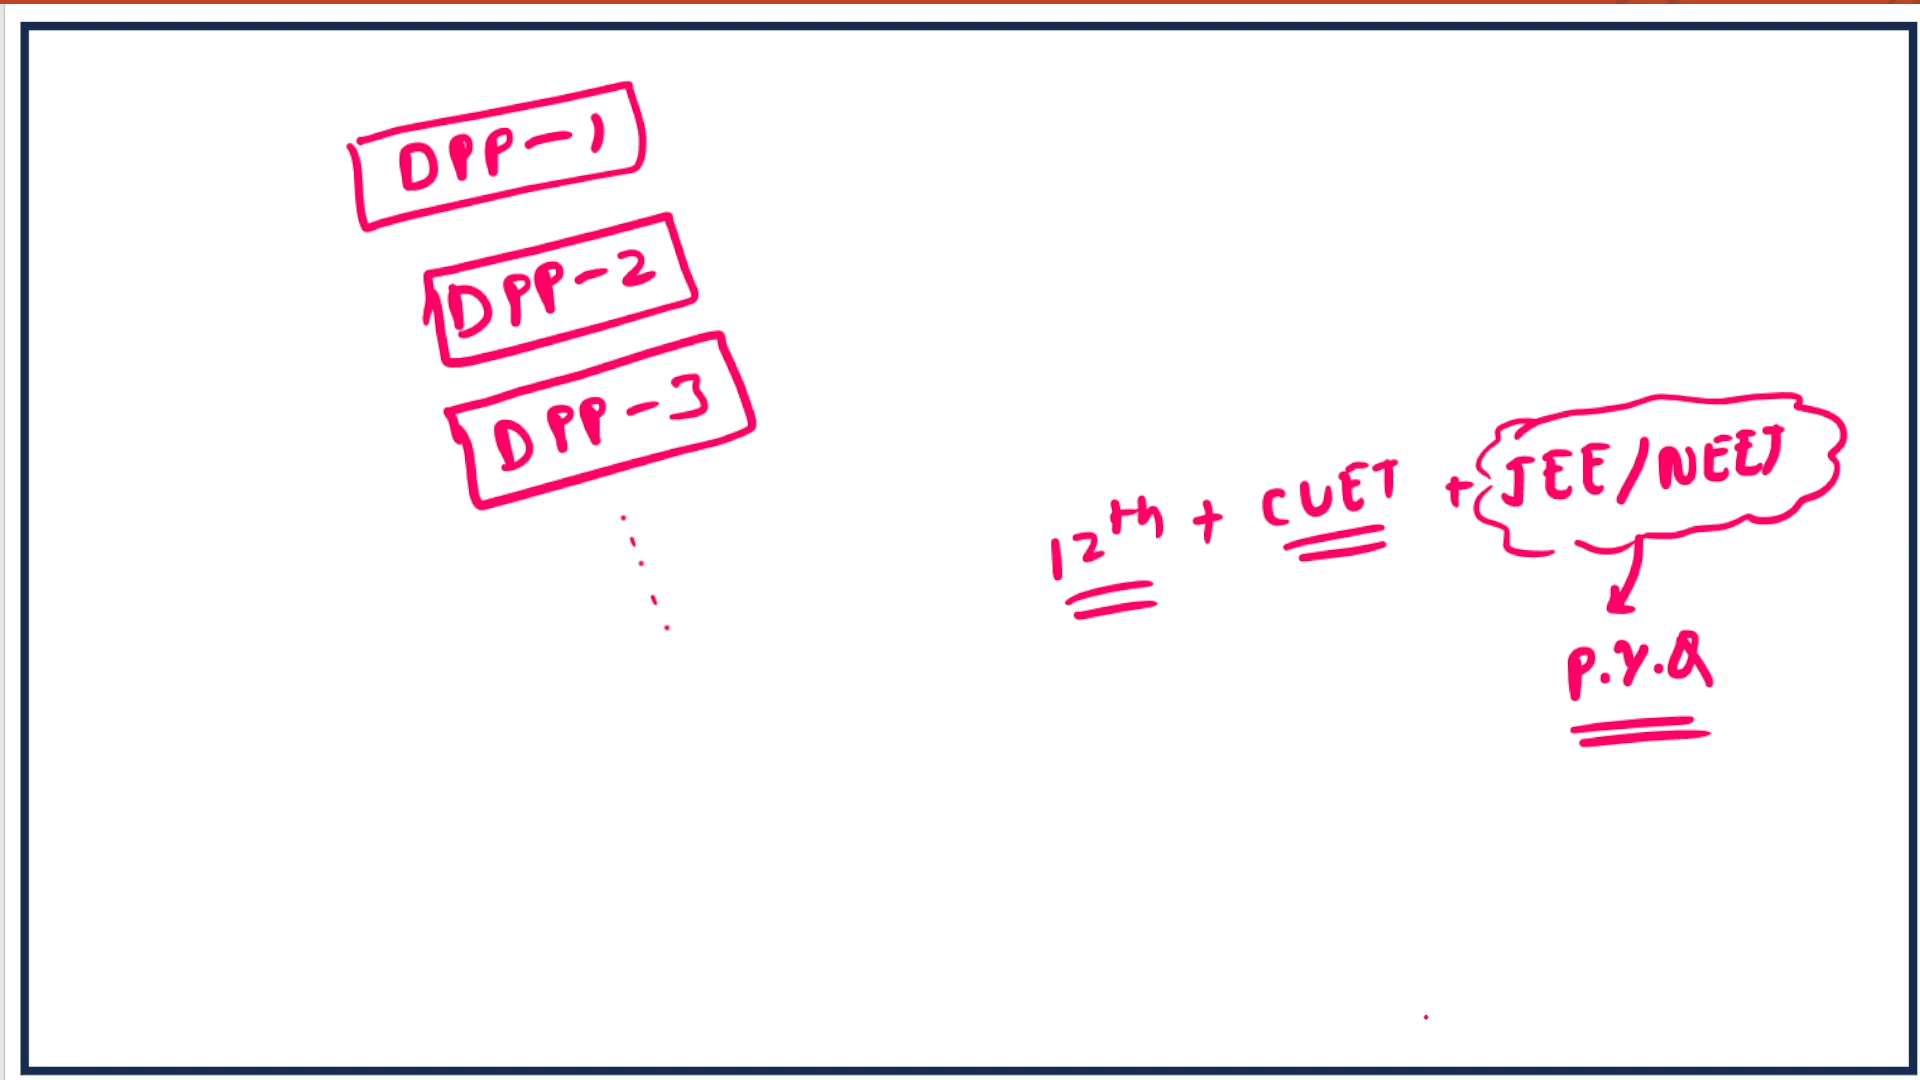 DPP-1
DPP-2
DPP-3
12th + CUET + JEE/NEET
P.Y.Q